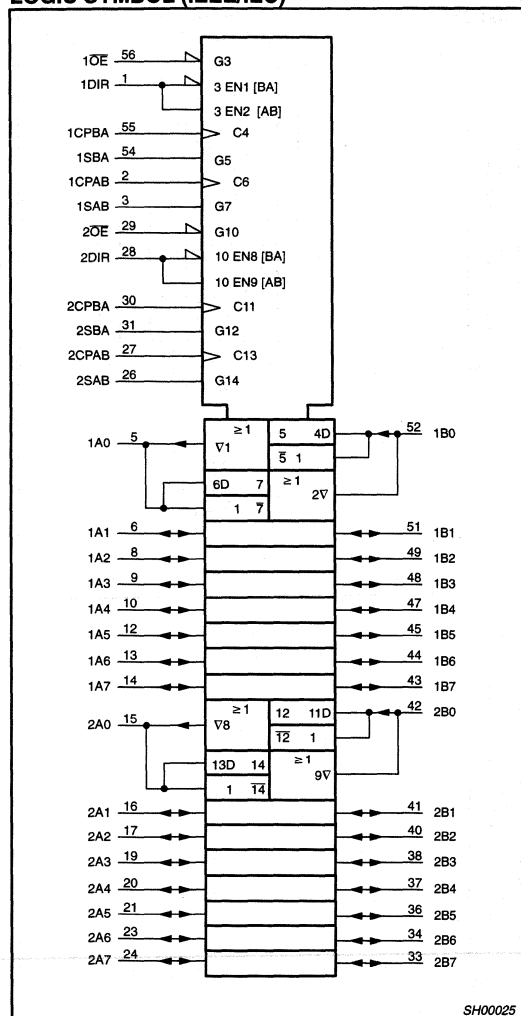 LOGIC SYMBOL (IEEE/IEC)
1O̅E̅ 56 G3
1DIR 1 3 EN1 [BA]
3 EN2 [AB]
1CPBA 55 C4
1SBA 54 G5
1CPAB 2 C6
1SAB 3 G7
2O̅E̅ 29 G10
2DIR 28 10 EN8 [BA]
10 EN9 [AB]
2CPBA 30 C11
2SBA 31 G12
2CPAB 27 C13
2SAB 26 G14
1A0 5 ≥1 ∇1 5 4D 52 1B0
5̅ 1
6D 7 ≥1 2∇
1 7̅
1A1 6 51 1B1
1A2 8 49 1B2
1A3 9 48 1B3
1A4 10 47 1B4
1A5 12 45 1B5
1A6 13 44 1B6
1A7 14 43 1B7
2A0 15 ≥1 ∇8 12 11D 42 2B0
1̅2̅ 1
13D 14 ≥1 9∇
1 1̅4̅
2A1 16 41 2B1
2A2 17 40 2B2
2A3 19 38 2B3
2A4 20 37 2B4
2A5 21 36 2B5
2A6 23 34 2B6
2A7 24 33 2B7
SH00025